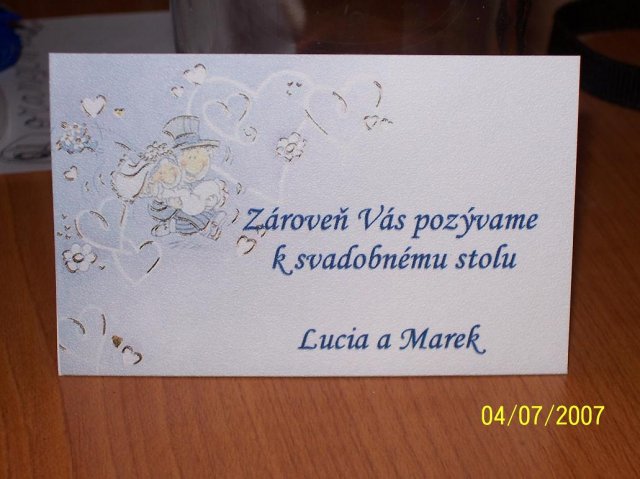 Zároveň Vás pozývame
k svadobnému stolu
Lucia a Marek
04/07/2007